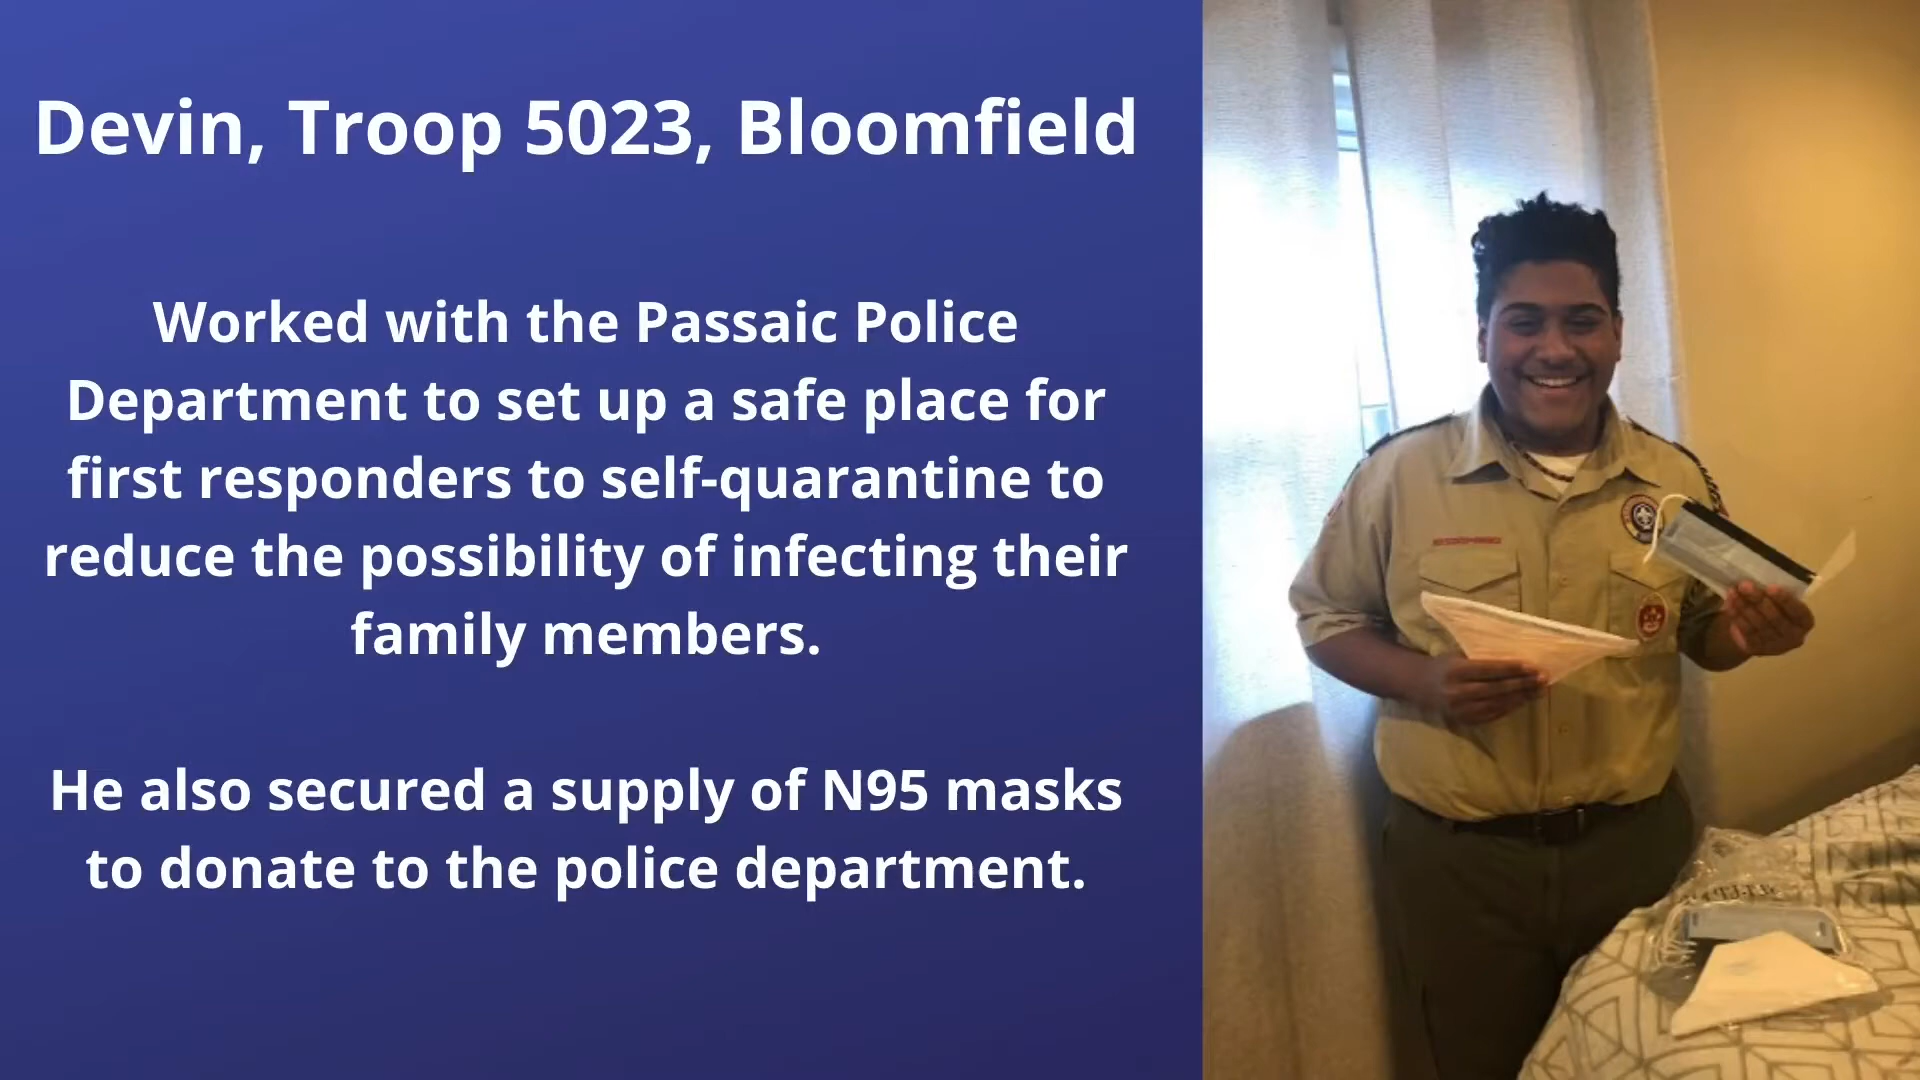 Devin, Troop 5023, Bloomfield
Worked with the Passaic Police
Department to set up a safe place for
first responders to self-quarantine to
reduce the possibility of infecting their
family members.
He also secured a supply of N95 masks
to donate to the police department.